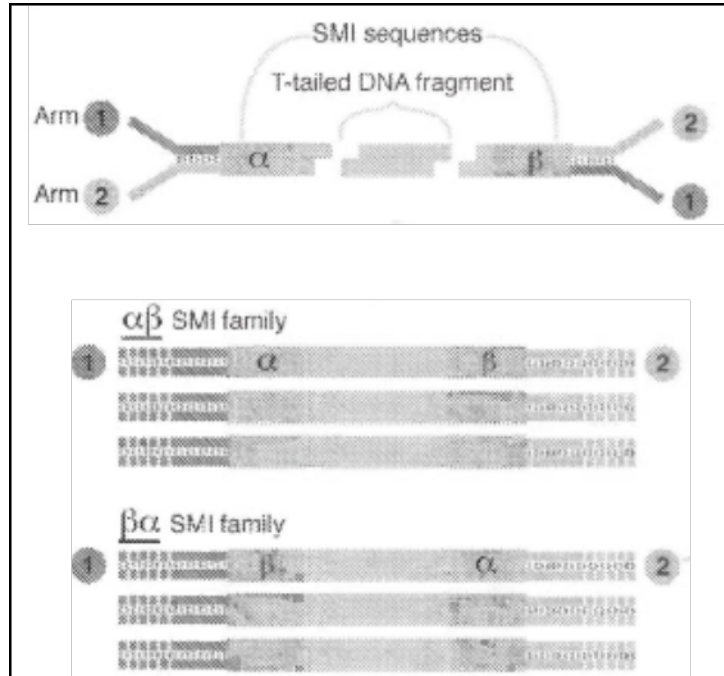 SMI sequences
T-tailed DNA fragment
Arm 1
2
α
β
Arm 2
1
αβ SMI family
1
α
β
2
βα SMI family
1
β
α
2